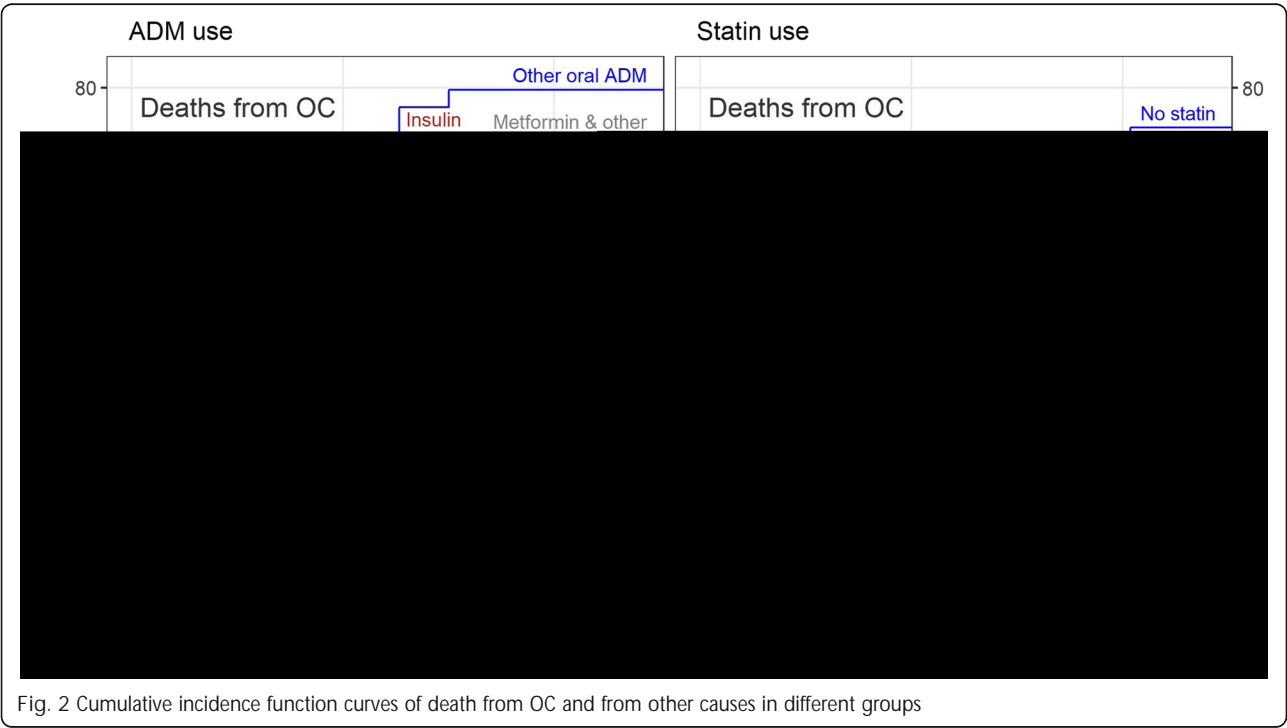 ADM use
Statin use
80
Other oral ADM
Deaths from OC
Insulin
Metformin & other
Deaths from OC
No statin
80
Fig. 2 Cumulative incidence function curves of death from OC and from other causes in different groups